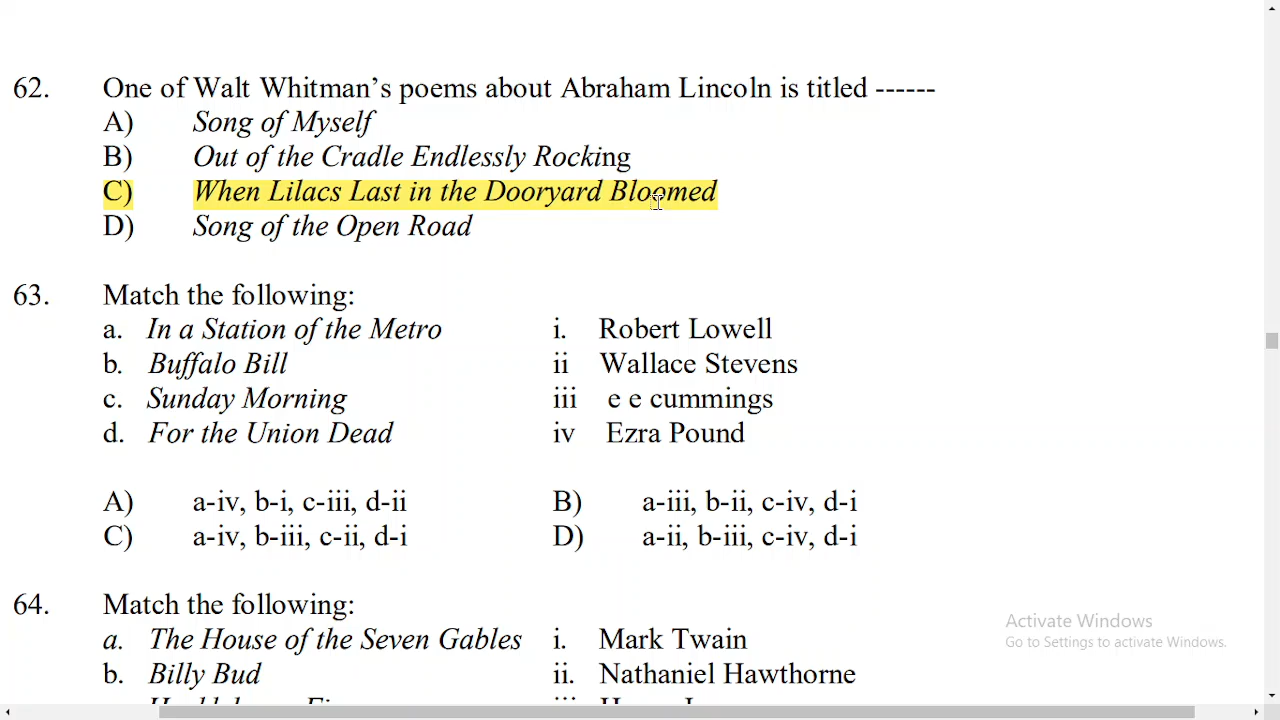 62. One of Walt Whitman's poems about Abraham Lincoln is titled ------
A) Song of Myself
B) Out of the Cradle Endlessly Rocking
C) When Lilacs Last in the Dooryard Bloomed
D) Song of the Open Road
63. Match the following:
a. In a Station of the Metro i. Robert Lowell
b. Buffalo Bill ii Wallace Stevens
c. Sunday Morning iii e e cummings
d. For the Union Dead iv Ezra Pound
A) a-iv, b-i, c-iii, d-ii B) a-iii, b-ii, c-iv, d-i
C) a-iv, b-iii, c-ii, d-i D) a-ii, b-iii, c-iv, d-i
64. Match the following:
a. The House of the Seven Gables i. Mark Twain
b. Billy Bud ii. Nathaniel Hawthorne
Activate Windows
Go to Settings to activate Windows.